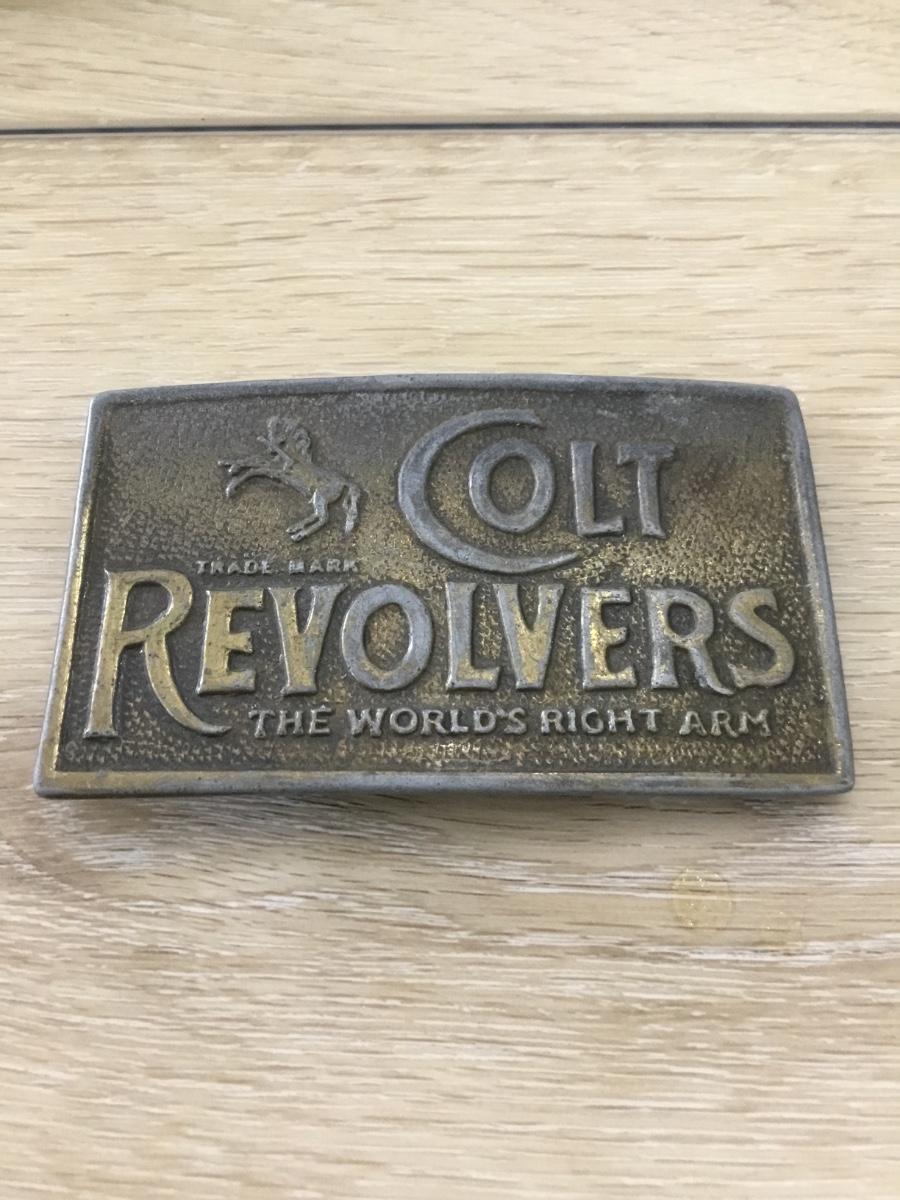 COLT
TRADE MARK
REVOLVERS
THE WORLD'S RIGHT ARM